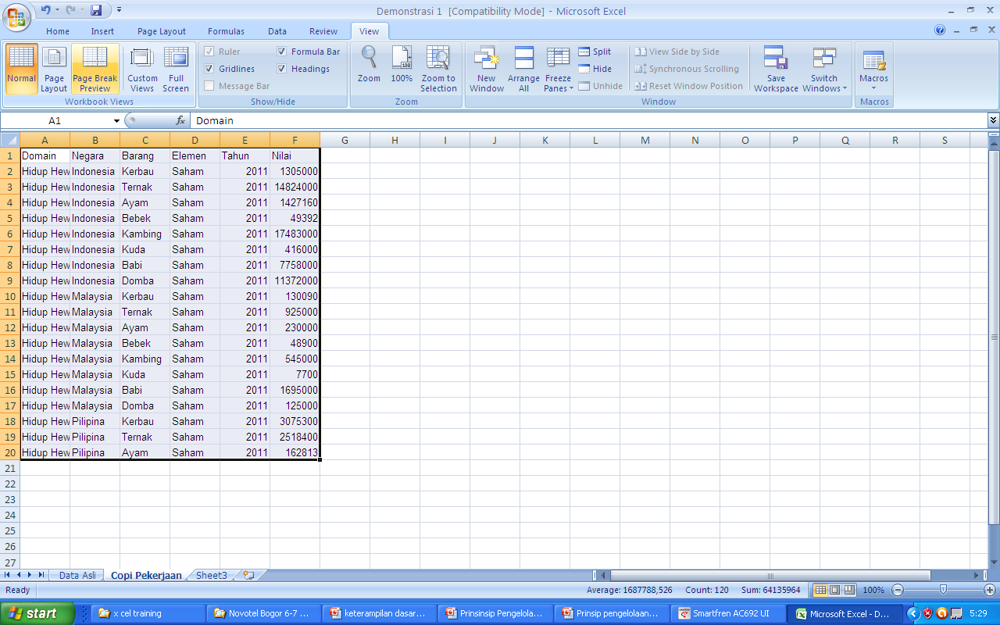 Demonstrasi 1 [Compatibility Mode] - Microsoft Excel
Home Insert Page Layout Formulas Data Review View
Normal Page Layout Page Break Preview Custom Views Full Screen
Workbook Views
Ruler Formula Bar
Gridlines Headings
Message Bar
Show/Hide
Zoom 100% Zoom to Selection
Zoom
New Window Arrange All Freeze Panes
Split View Side by Side
Hide Synchronous Scrolling
Unhide Reset Window Position
Save Workspace Switch Windows
Window
Macros
Macros
A1 fx Domain
A B C D E F G H I J K L M N O P Q R S
1 Domain Negara Barang Elemen Tahun Nilai
2 Hidup Hew Indonesia Kerbau Saham 2011 1305000
3 Hidup Hew Indonesia Ternak Saham 2011 14824000
4 Hidup Hew Indonesia Ayam Saham 2011 1427160
5 Hidup Hew Indonesia Bebek Saham 2011 49392
6 Hidup Hew Indonesia Kambing Saham 2011 17483000
7 Hidup Hew Indonesia Kuda Saham 2011 416000
8 Hidup Hew Indonesia Babi Saham 2011 7758000
9 Hidup Hew Indonesia Domba Saham 2011 11372000
10 Hidup Hew Malaysia Kerbau Saham 2011 130090
11 Hidup Hew Malaysia Ternak Saham 2011 925000
12 Hidup Hew Malaysia Ayam Saham 2011 230000
13 Hidup Hew Malaysia Bebek Saham 2011 48900
14 Hidup Hew Malaysia Kambing Saham 2011 545000
15 Hidup Hew Malaysia Kuda Saham 2011 7700
16 Hidup Hew Malaysia Babi Saham 2011 1695000
17 Hidup Hew Malaysia Domba Saham 2011 125000
18 Hidup Hew Pilipina Kerbau Saham 2011 3075300
19 Hidup Hew Pilipina Ternak Saham 2011 2518400
20 Hidup Hew Pilipina Ayam Saham 2011 162813
21
22
23
24
25
26
27
Data Asli Copi Pekerjaan Sheet3
Ready Average: 1687788,526 Count: 120 Sum: 64135964 100%
start x cel training Novotel Bogor 6-7 ... keterampilan dasar... Prinsinsip Pengelola... Prinsip pengelolaan... Smartfren AC692 UI Microsoft Excel - D... 5:29